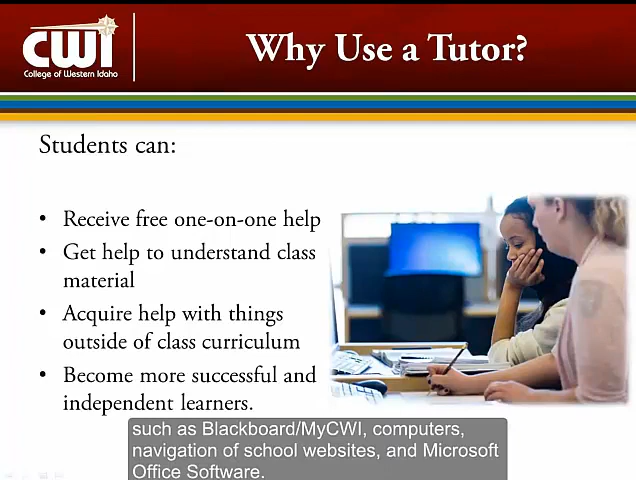 CWI
College of Western Idaho
Why Use a Tutor?
Students can:
• Receive free one-on-one help
• Get help to understand class
material
• Acquire help with things
outside of class curriculum
• Become more successful and
independent learners.
such as Blackboard/MyCWI, computers,
navigation of school websites, and Microsoft
Office Software.